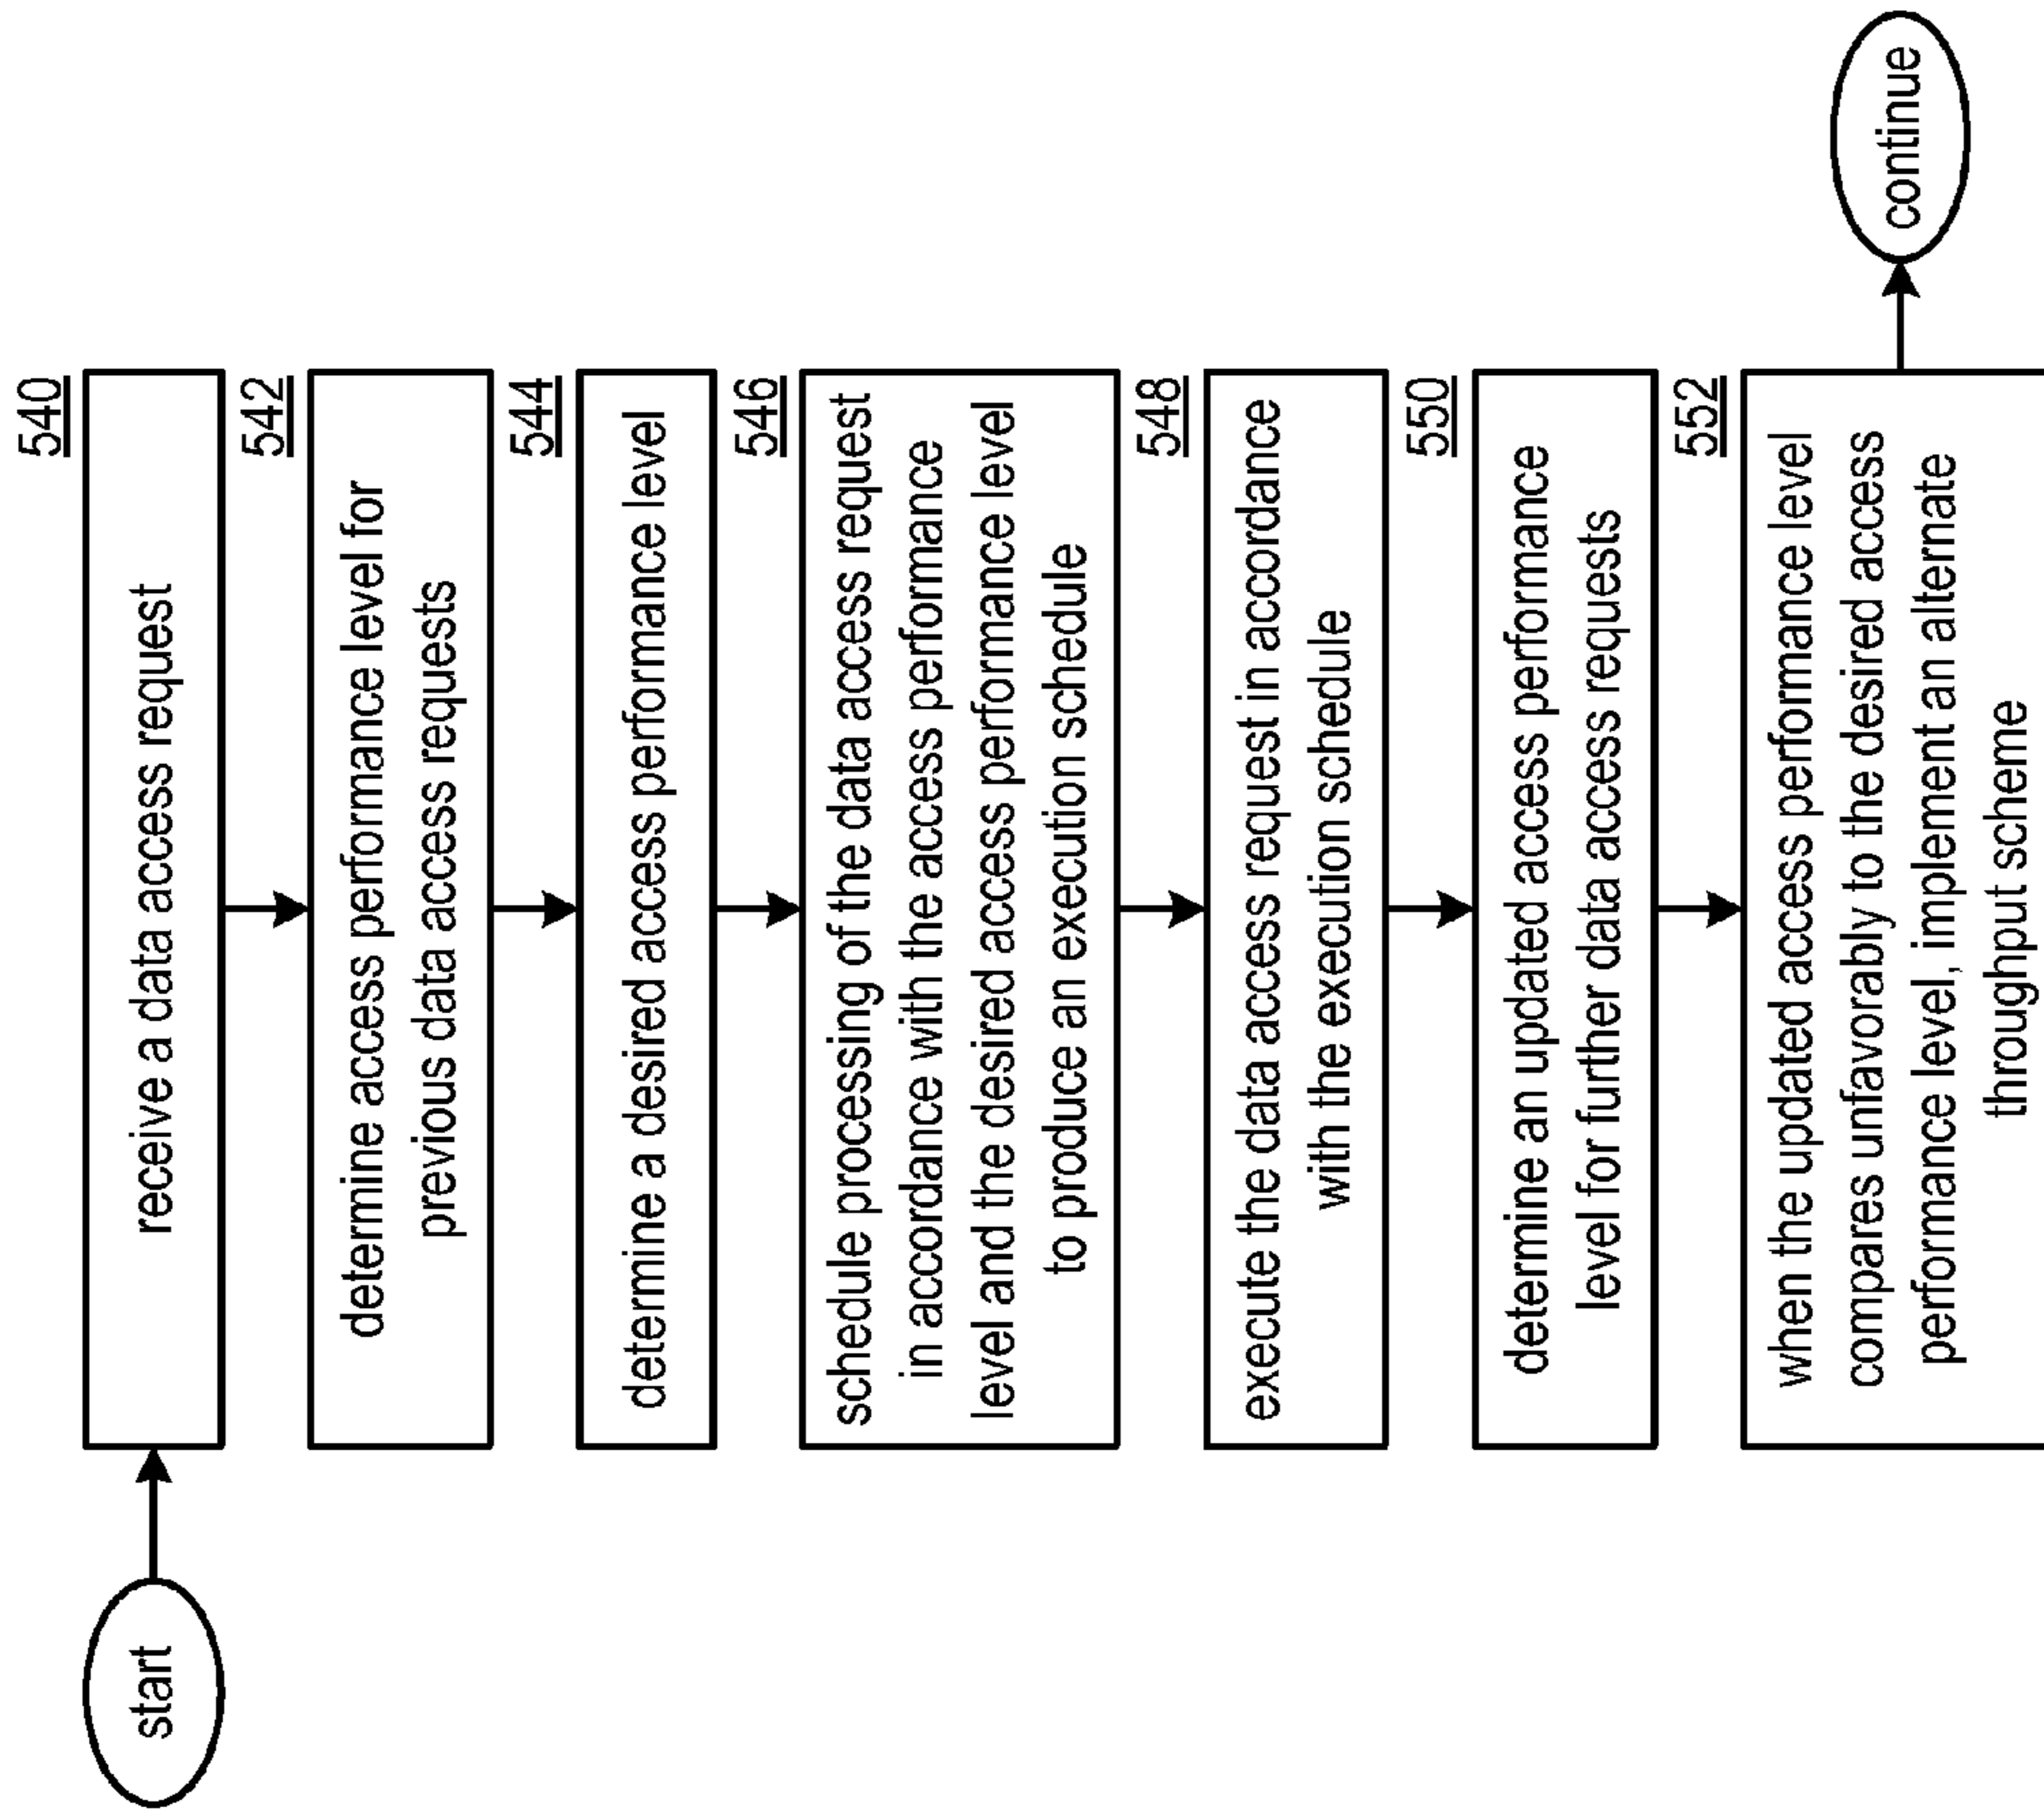 start
540
receive a data access request
542
determine access performance level for
previous data access requests
544
determine a desired access performance level
546
schedule processing of the data access request
in accordance with the access performance
level and the desired access performance level
to produce an execution schedule
548
execute the data access request in accordance
with the execution schedule
550
determine an updated access performance
level for further data access requests
552
when the updated access performance level
compares unfavorably to the desired access
performance level, implement an alternate
throughput scheme
continue